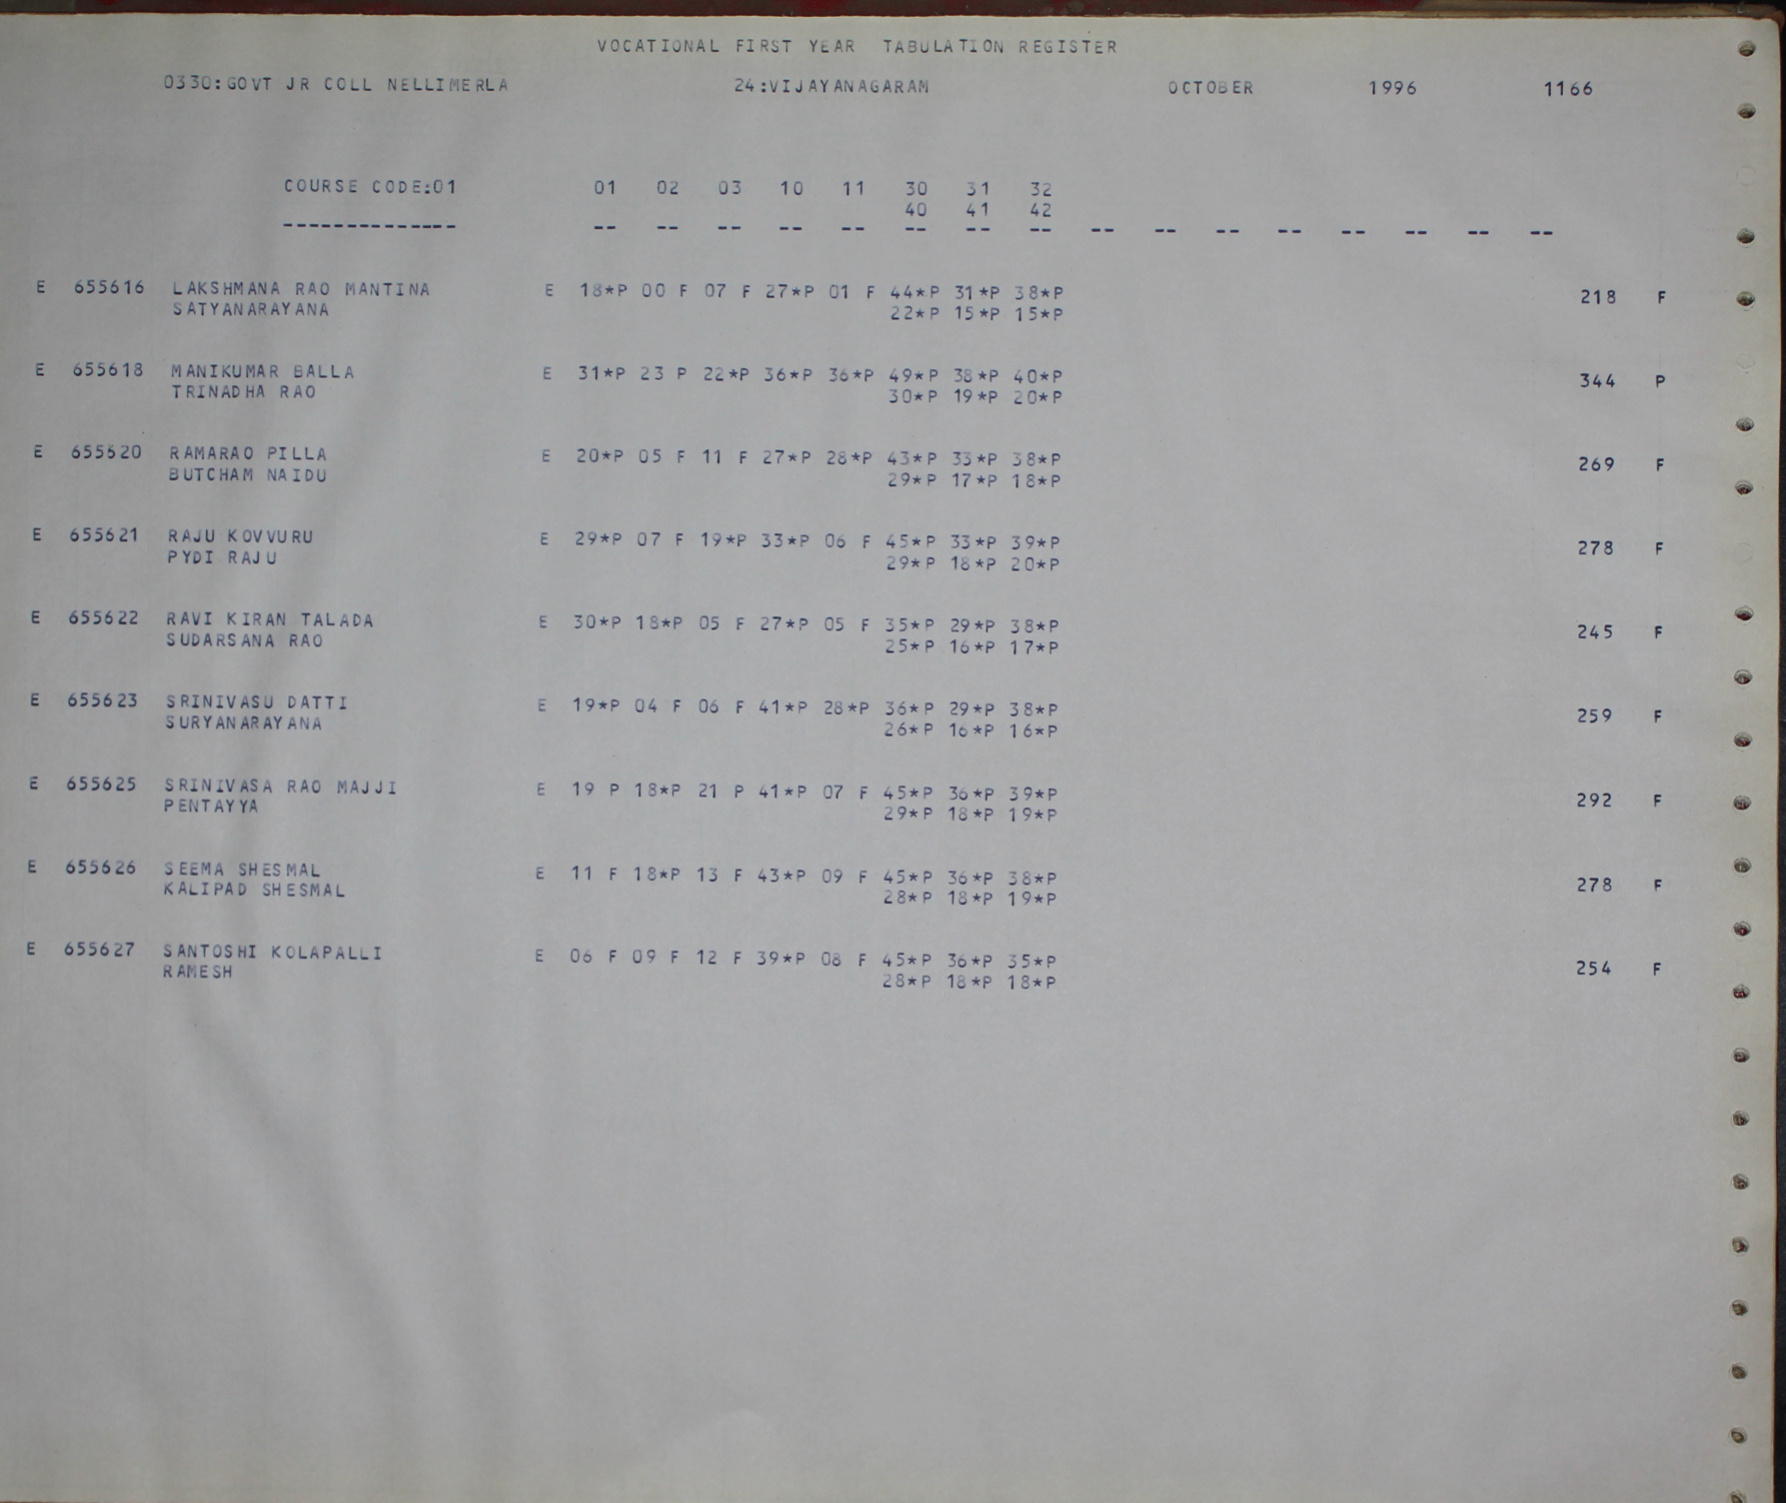 VOCATIONAL FIRST YEAR TABULATION REGISTER
0330:GOVT JR COLL NELLIMERLA 24:VIJAYANAGARAM OCTOBER 1996 1166
COURSE CODE:01 01 02 03 10 11 30 31 32
40 41 42
-------------- -- -- -- -- -- -- -- -- -- -- -- -- -- -- -- --
E 655616 LAKSHMANA RAO MANTINA E 18*P 00 F 07 F 27*P 01 F 44*P 31*P 38*P 218 F
SATYANARAYANA 22*P 15*P 15*P
E 655618 MANIKUMAR BALLA E 31*P 23 P 22*P 36*P 36*P 49*P 38*P 40*P 344 P
TRINADHA RAO 30*P 19*P 20*P
E 655620 RAMARAO PILLA E 20*P 05 F 11 F 27*P 28*P 43*P 33*P 38*P 269 F
BUTCHAM NAIDU 29*P 17*P 18*P
E 655621 RAJU KOVVURU E 29*P 07 F 19*P 33*P 06 F 45*P 33*P 39*P 278 F
PYDI RAJU 29*P 18*P 20*P
E 655622 RAVI KIRAN TALADA E 30*P 18*P 05 F 27*P 05 F 35*P 29*P 38*P 245 F
SUDARSANA RAO 25*P 16*P 17*P
E 655623 SRINIVASU DATTI E 19*P 04 F 06 F 41*P 28*P 36*P 29*P 38*P 259 F
SURYANARAYANA 26*P 16*P 16*P
E 655625 SRINIVASA RAO MAJJI E 19 P 18*P 21 P 41*P 07 F 45*P 36*P 39*P 292 F
PENTAYYA 29*P 18*P 19*P
E 655626 SEEMA SHESMAL E 11 F 18*P 13 F 43*P 09 F 45*P 36*P 38*P 278 F
KALIPAD SHESMAL 28*P 18*P 19*P
E 655627 SANTOSHI KOLAPALLI E 06 F 09 F 12 F 39*P 08 F 45*P 36*P 35*P 254 F
RAMESH 28*P 18*P 18*P